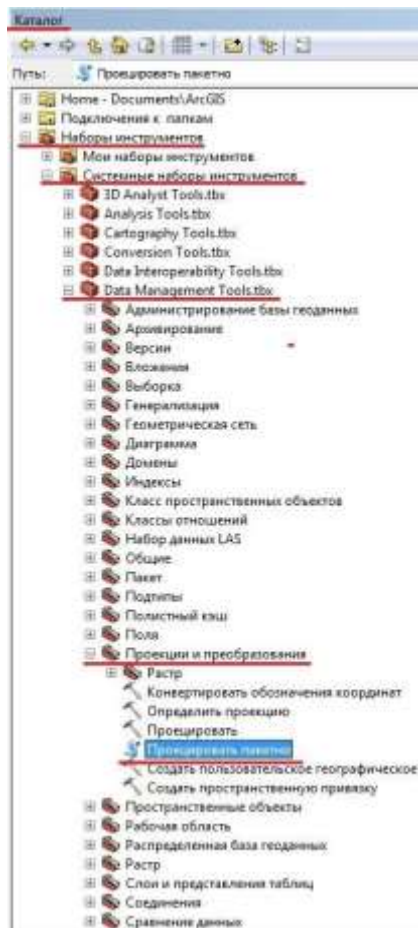 Каталог
Путь: Проецировать пакетно
Home - Documents\ArcGIS
Подключения к папкам
Наборы инструментов
Мои наборы инструментов
Системные наборы инструментов
3D Analyst Tools.tbx
Analysis Tools.tbx
Cartography Tools.tbx
Conversion Tools.tbx
Data Interoperability Tools.tbx
Data Management Tools.tbx
Администрирование базы геоданных
Архивирование
Версии
Вложения
Выборка
Генерализация
Геометрическая сеть
Диаграмма
Домены
Индексы
Класс пространственных объектов
Классы отношений
Набор данных LAS
Общие
Пакет
Подтипы
Полистный кэш
Поля
Проекции и преобразования
Растр
Конвертировать обозначения координат
Определить проекцию
Проецировать
Проецировать пакетно
Создать пользовательское географическое
Создать пространственную привязку
Пространственные объекты
Рабочая область
Распределенная база геоданных
Растр
Слои и представления таблиц
Соединения
Сравнение данных